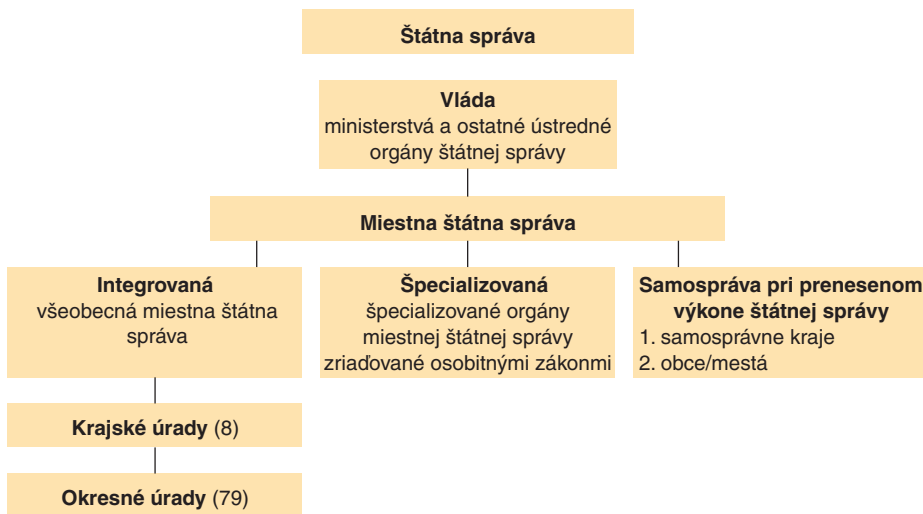 Štátna správa
Vláda
ministerstvá a ostatné ústredné
orgány štátnej správy
Miestna štátna správa
Integrovaná
všeobecná miestna štátna
správa
Špecializovaná
špecializované orgány
miestnej štátnej správy
zriaďované osobitnými zákonmi
Samospráva pri prenesenom
výkone štátnej správy
1. samosprávne kraje
2. obce/mestá
Krajské úrady (8)
Okresné úrady (79)